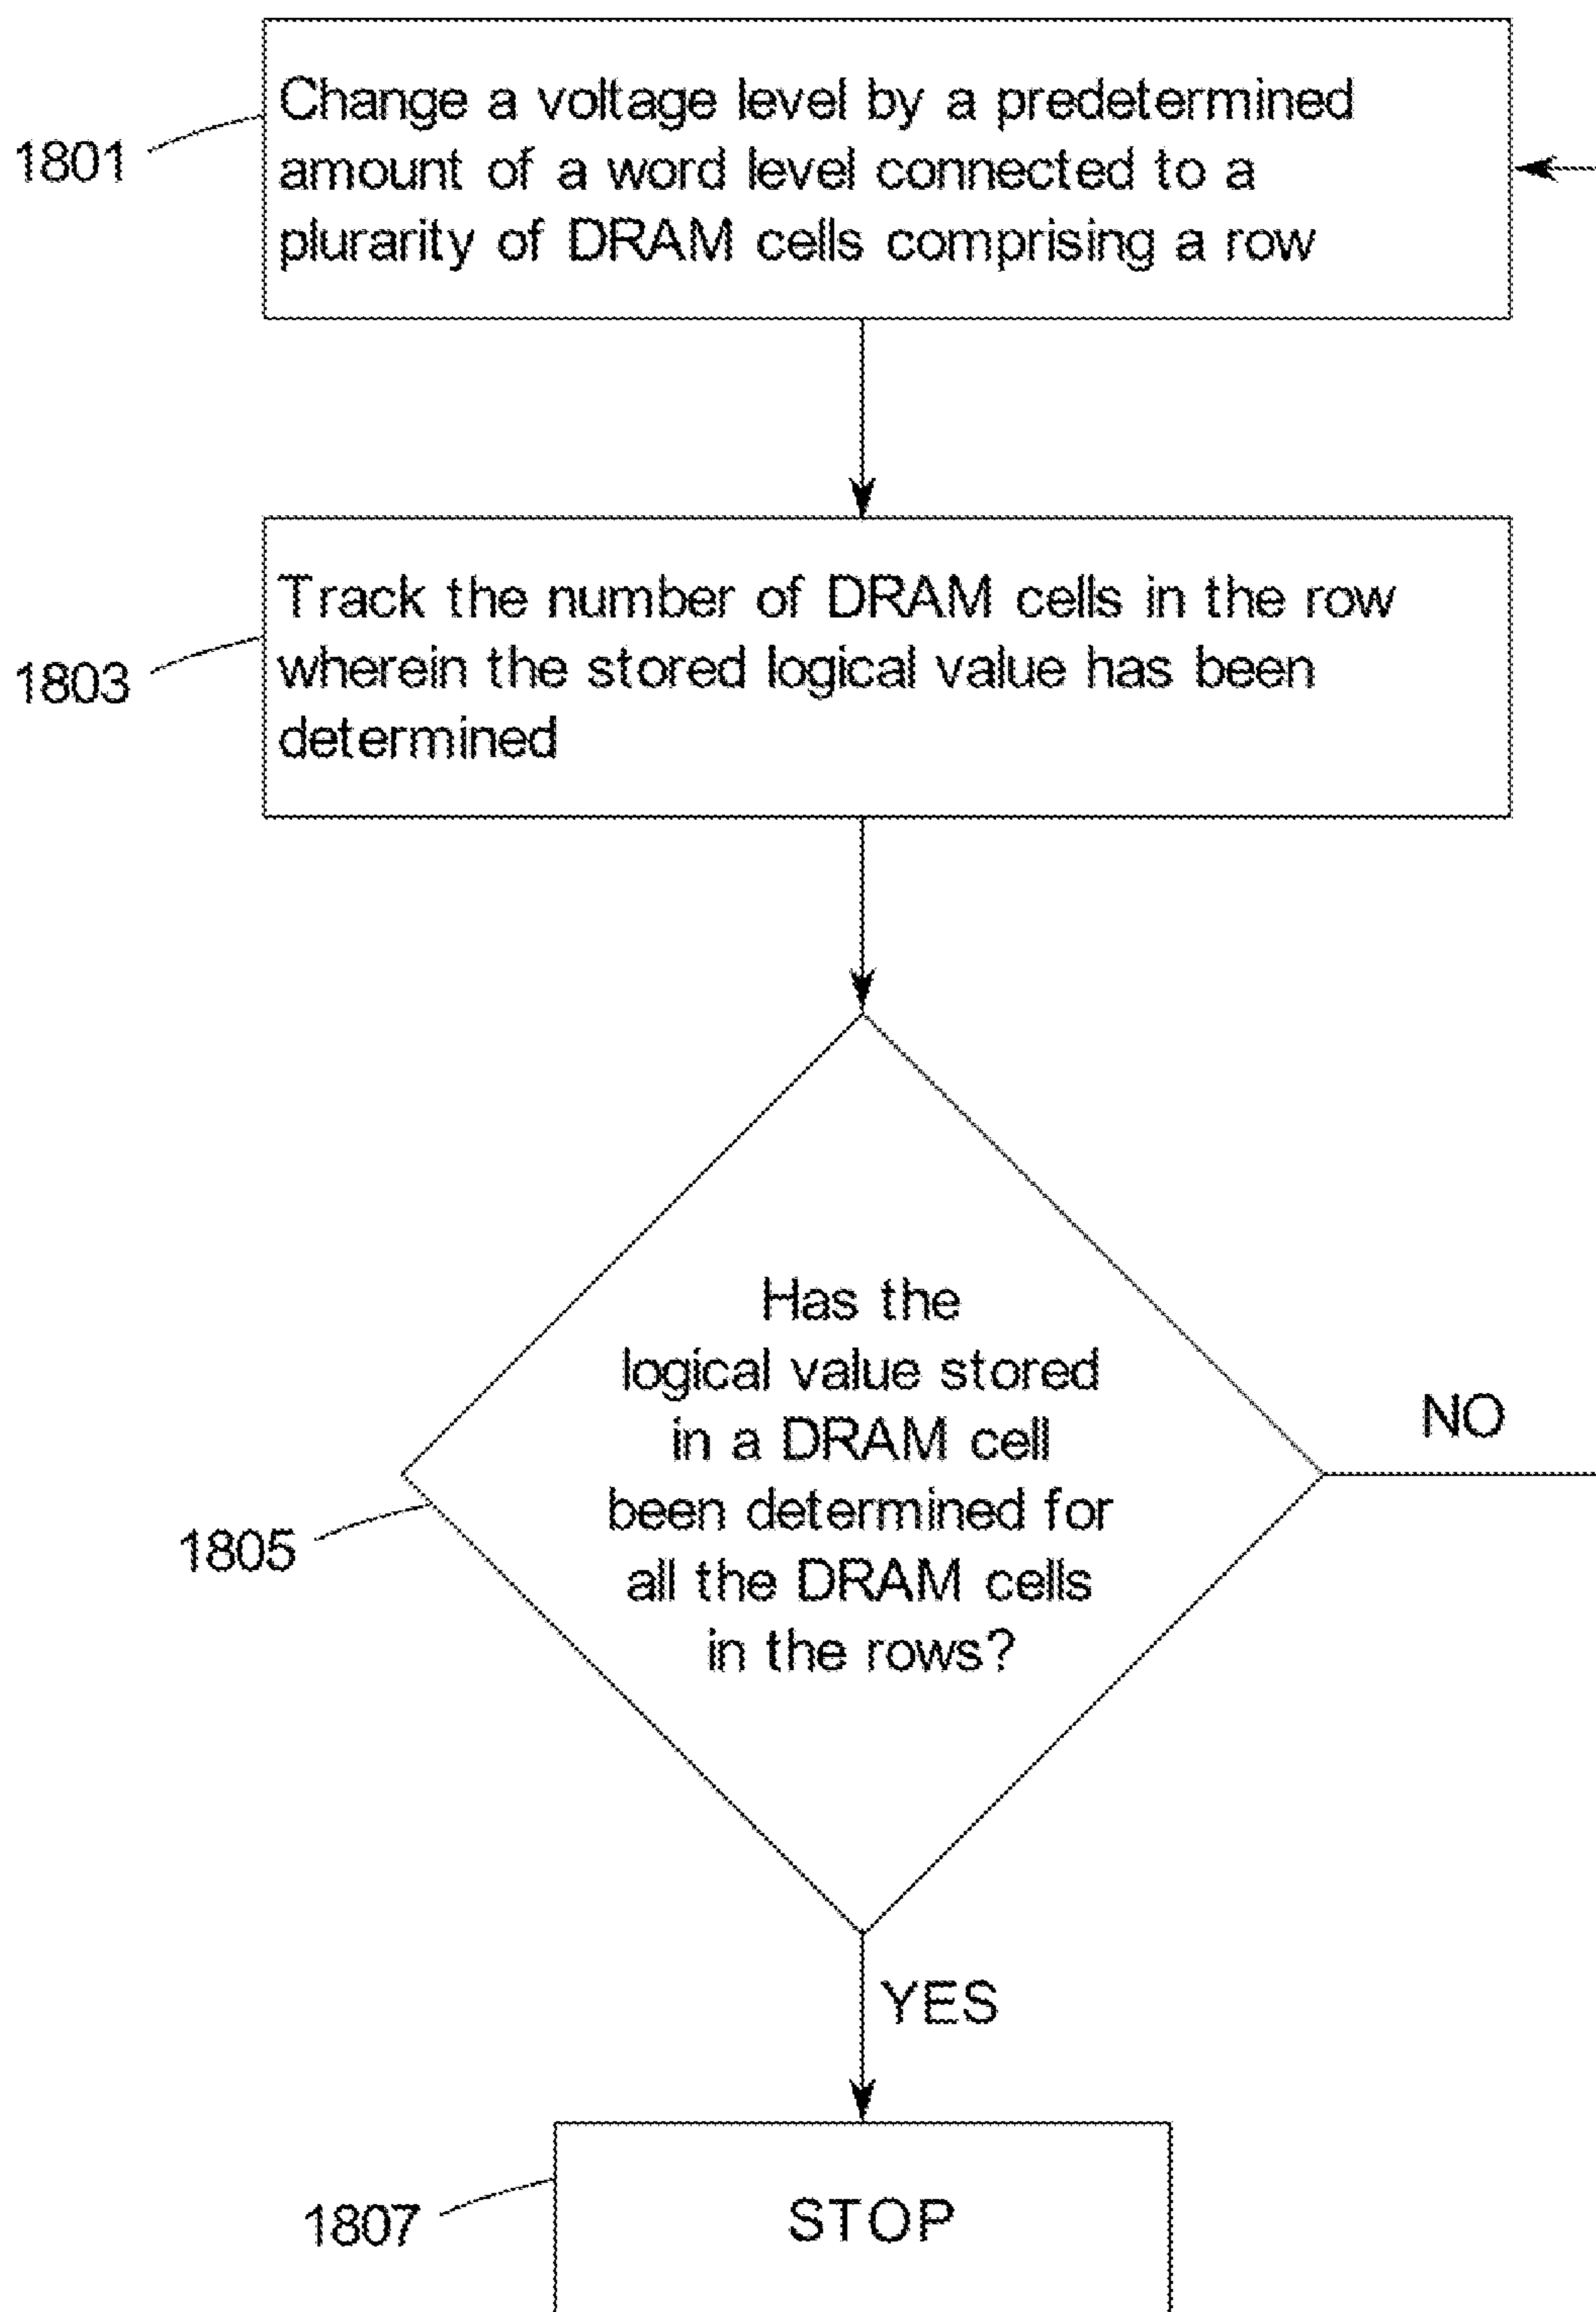 1801
Change a voltage level by a predetermined
amount of a word level connected to a
plurarity of DRAM cells comprising a row
1803
Track the number of DRAM cells in the row
wherein the stored logical value has been
determined
1805
Has the
logical value stored
in a DRAM cell
been determined for
all the DRAM cells
in the rows?
NO
YES
1807
STOP